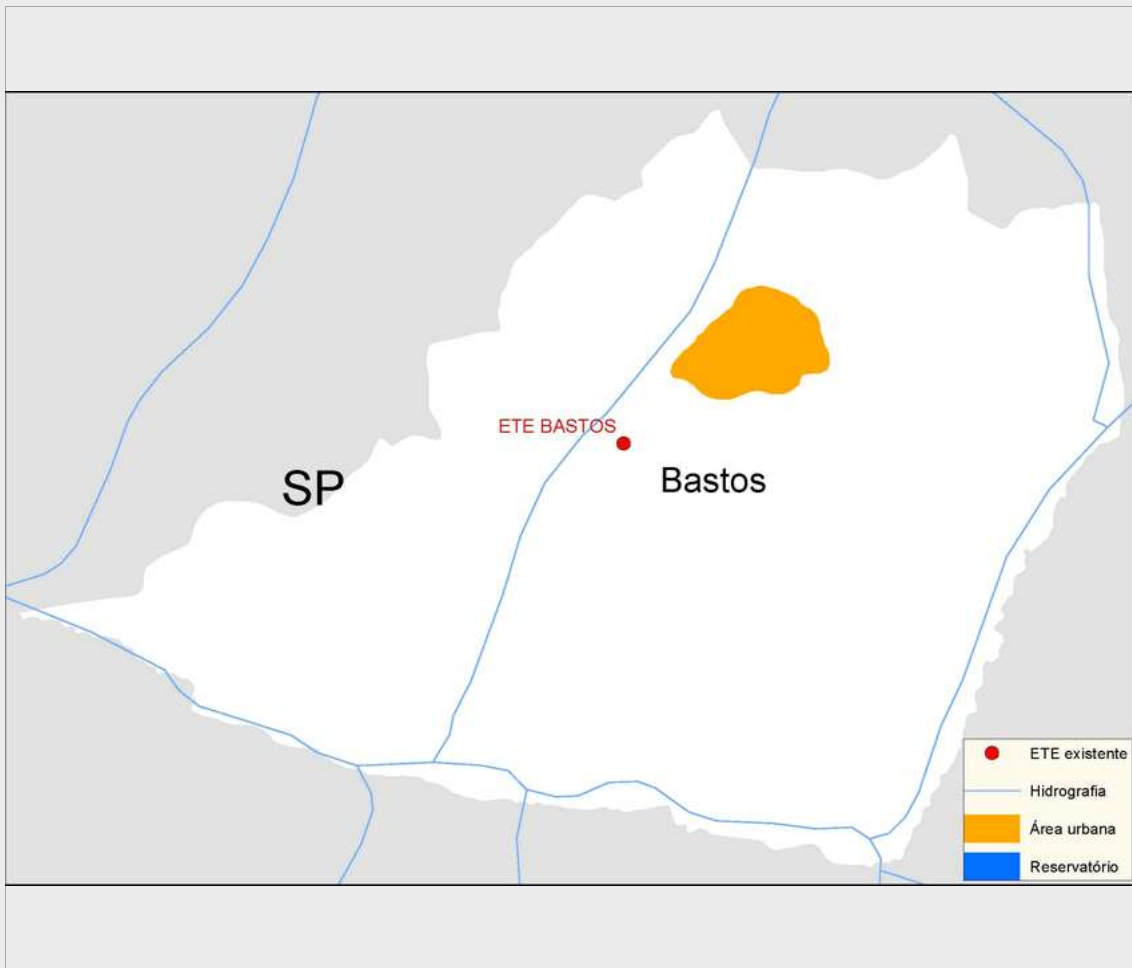 ETE BASTOS
SP
Bastos
ETE existente
Hidrografia
Área urbana
Reservatório